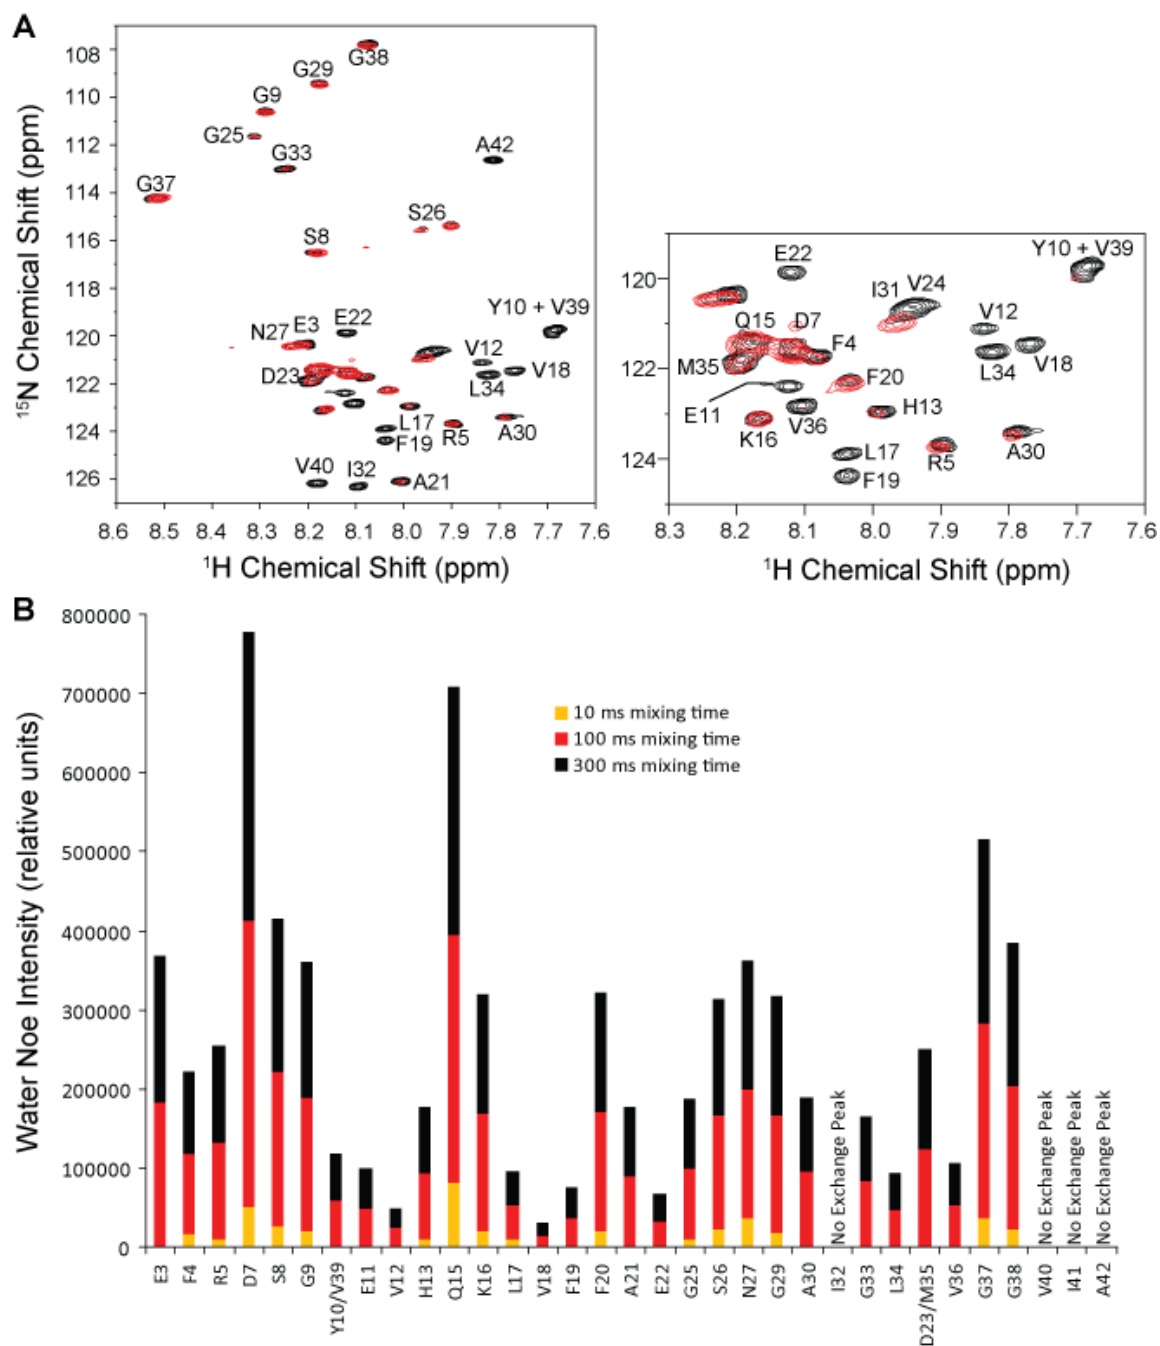 A
108
110
112
114
116
118
120
122
124
126
15N Chemical Shift (ppm)
G38
G29
G9
G25
G33
A42
G37
S26
S8
Y10 + V39
E22
E3
N27
V12
V18
L34
D23
L17
R5
A30
F19
V40
I32
A21
8.6 8.5 8.4 8.3 8.2 8.1 8.0 7.9 7.8 7.7 7.6
1H Chemical Shift (ppm)
120
122
124
E22
Y10 + V39
I31 V24
V12
Q15 D7
F4
V18
M35
L34
F20
E11
H13
V36
K16
L17
R5
A30
F19
8.3 8.2 8.1 8.0 7.9 7.8 7.7 7.6
1H Chemical Shift (ppm)
B
Water Noe Intensity (relative units)
800000
700000
600000
500000
400000
300000
200000
100000
0
10 ms mixing time
100 ms mixing time
300 ms mixing time
No Exchange Peak
No Exchange Peak
No Exchange Peak
No Exchange Peak
E3
F4
R5
D7
S8
G9
Y10/V39
E11
V12
H13
Q15
K16
L17
V18
F19
F20
A21
E22
G25
S26
N27
G29
A30
I32
G33
L34
D23/M35
V36
G37
G38
V40
I41
A42